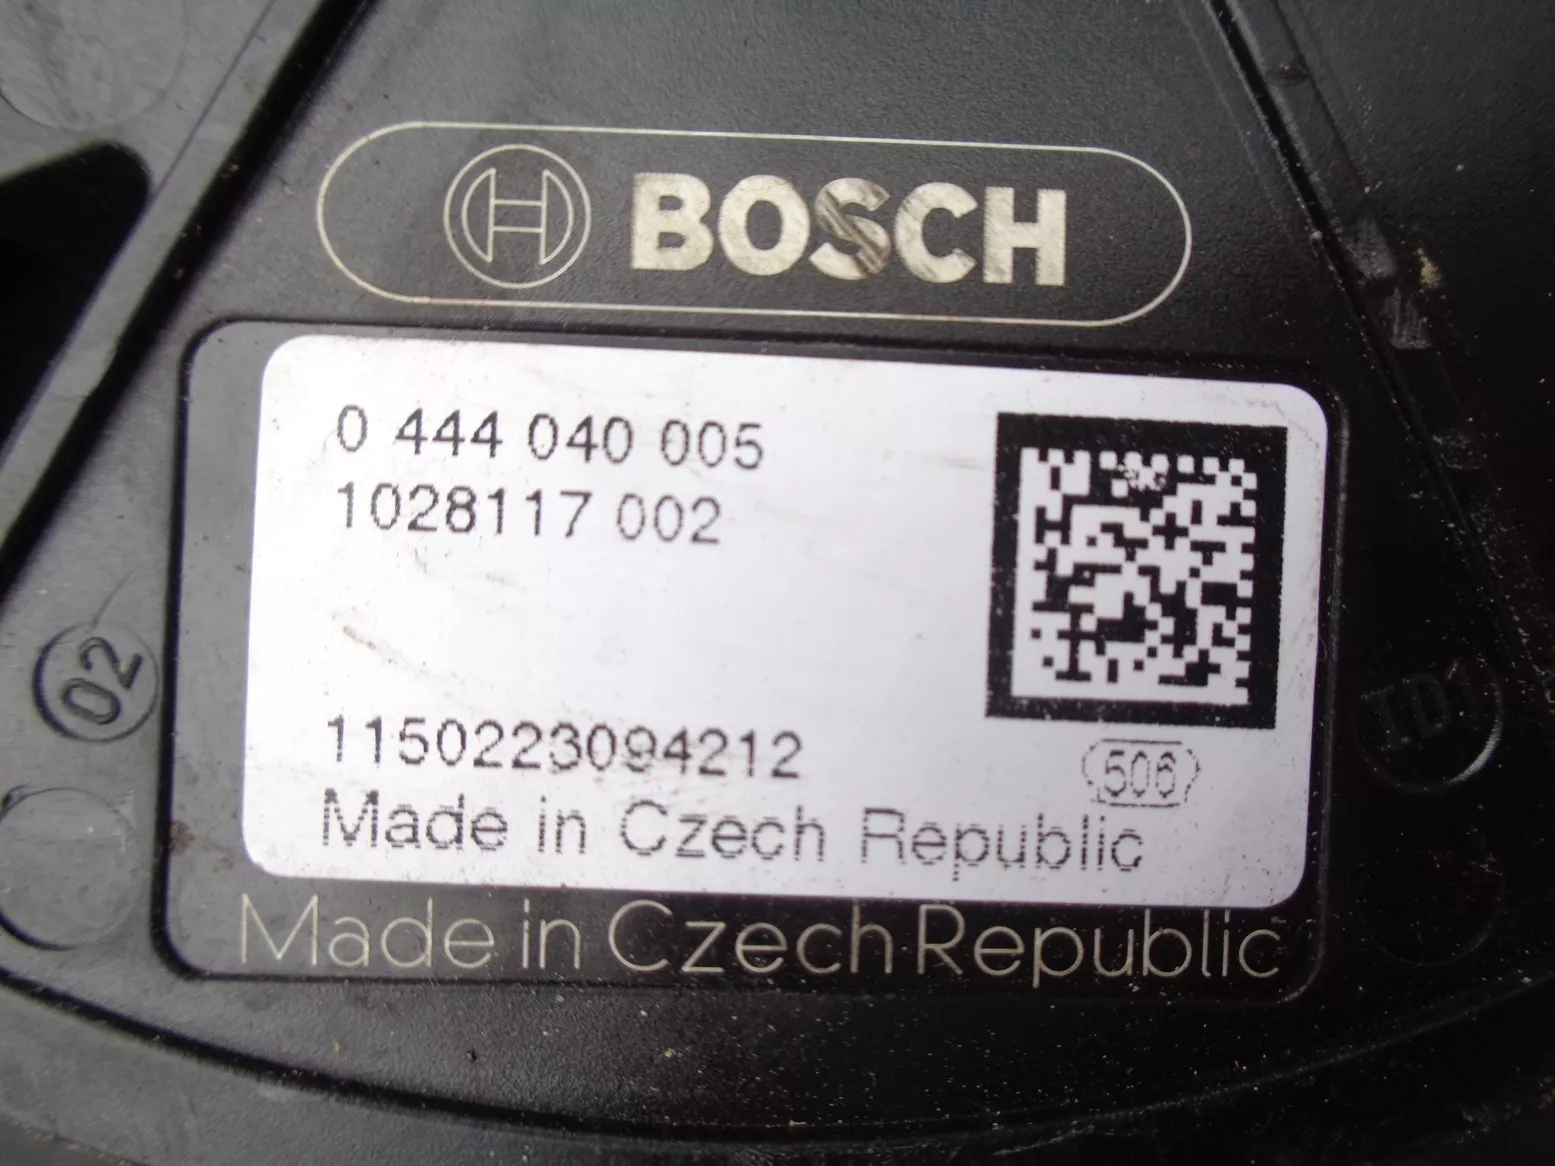 BOSCH
0 444 040 005
1028117 002
02
TD1
1150223094212
506
Made in Czech Republic
Made in Czech Republic